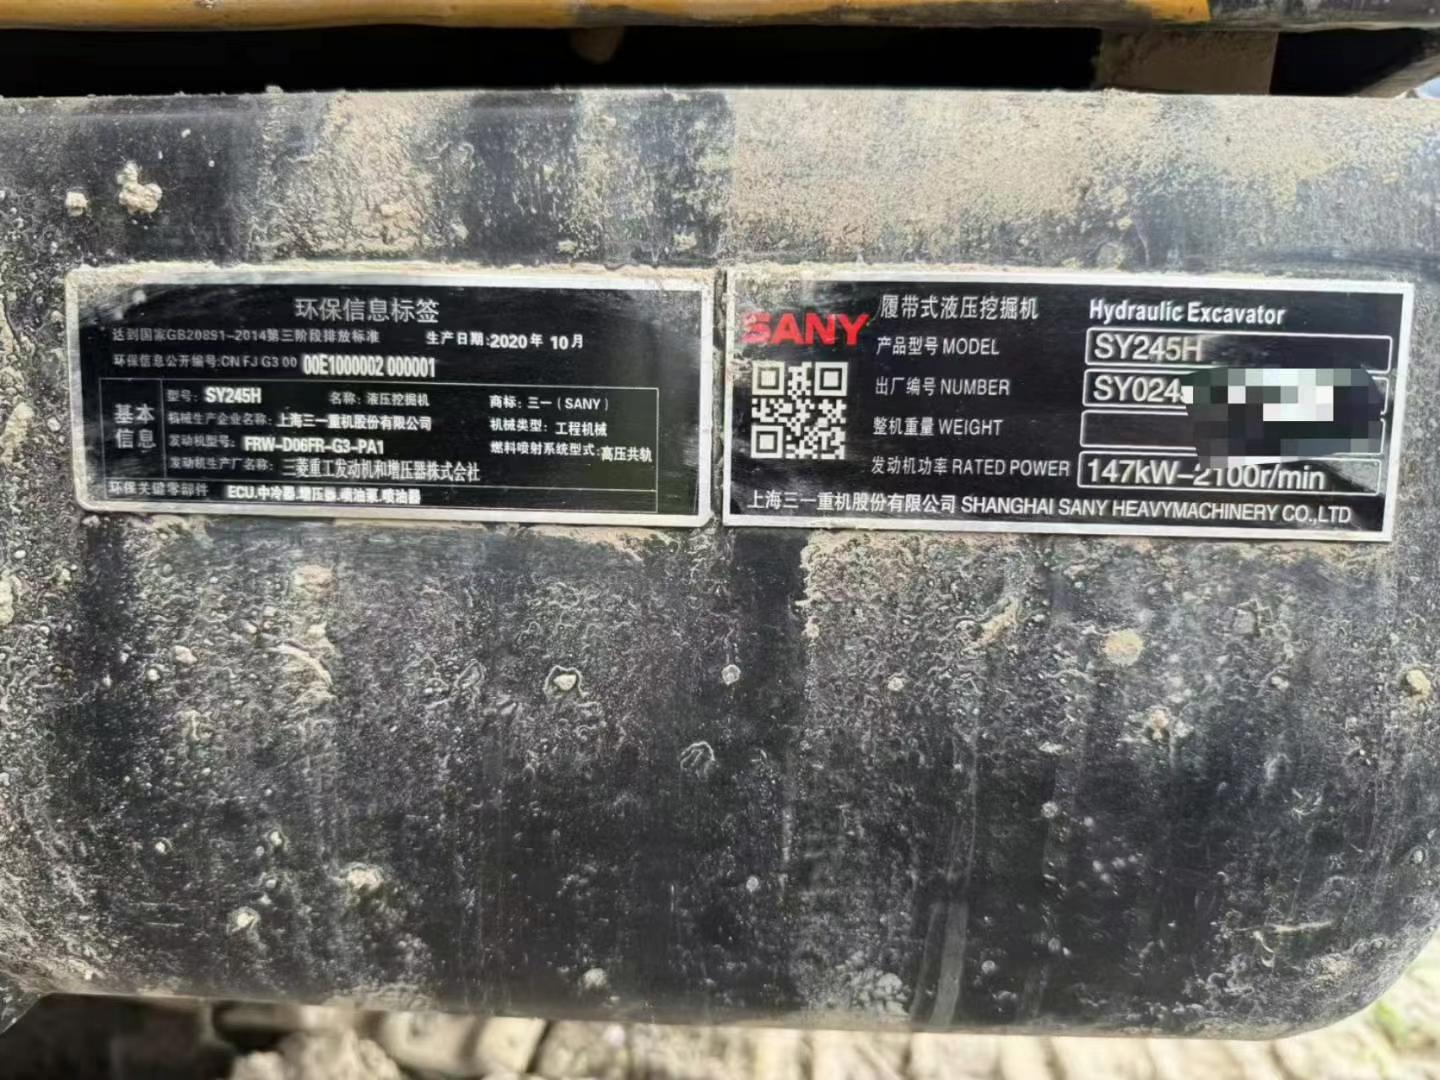 环保信息标签
达到国家GB20891-2014第三阶段排放标准 生产日期:2020年 10月
环保信息公开编号:CN FJ G3 00 00E1000002 000001
基本信息
型号: SY245H 名称: 液压挖掘机 商标: 三一(SANY)
机械生产企业名称: 上海三一重机股份有限公司 机械类型: 工程机械
发动机型号: FRW-D06FR-G3-PA1 燃料喷射系统型式: 高压共轨
发动机生产厂名称: 三菱重工发动机和增压器株式会社
环保关键零部件 ECU.中冷器.增压器.喷油泵.喷油器
SANY
履带式液压挖掘机 Hydraulic Excavator
产品型号 MODEL SY245H
出厂编号 NUMBER SY024
整机重量 WEIGHT
发动机功率 RATED POWER 147kW-2100r/min
上海三一重机股份有限公司 SHANGHAI SANY HEAVYMACHINERY CO.,LTD